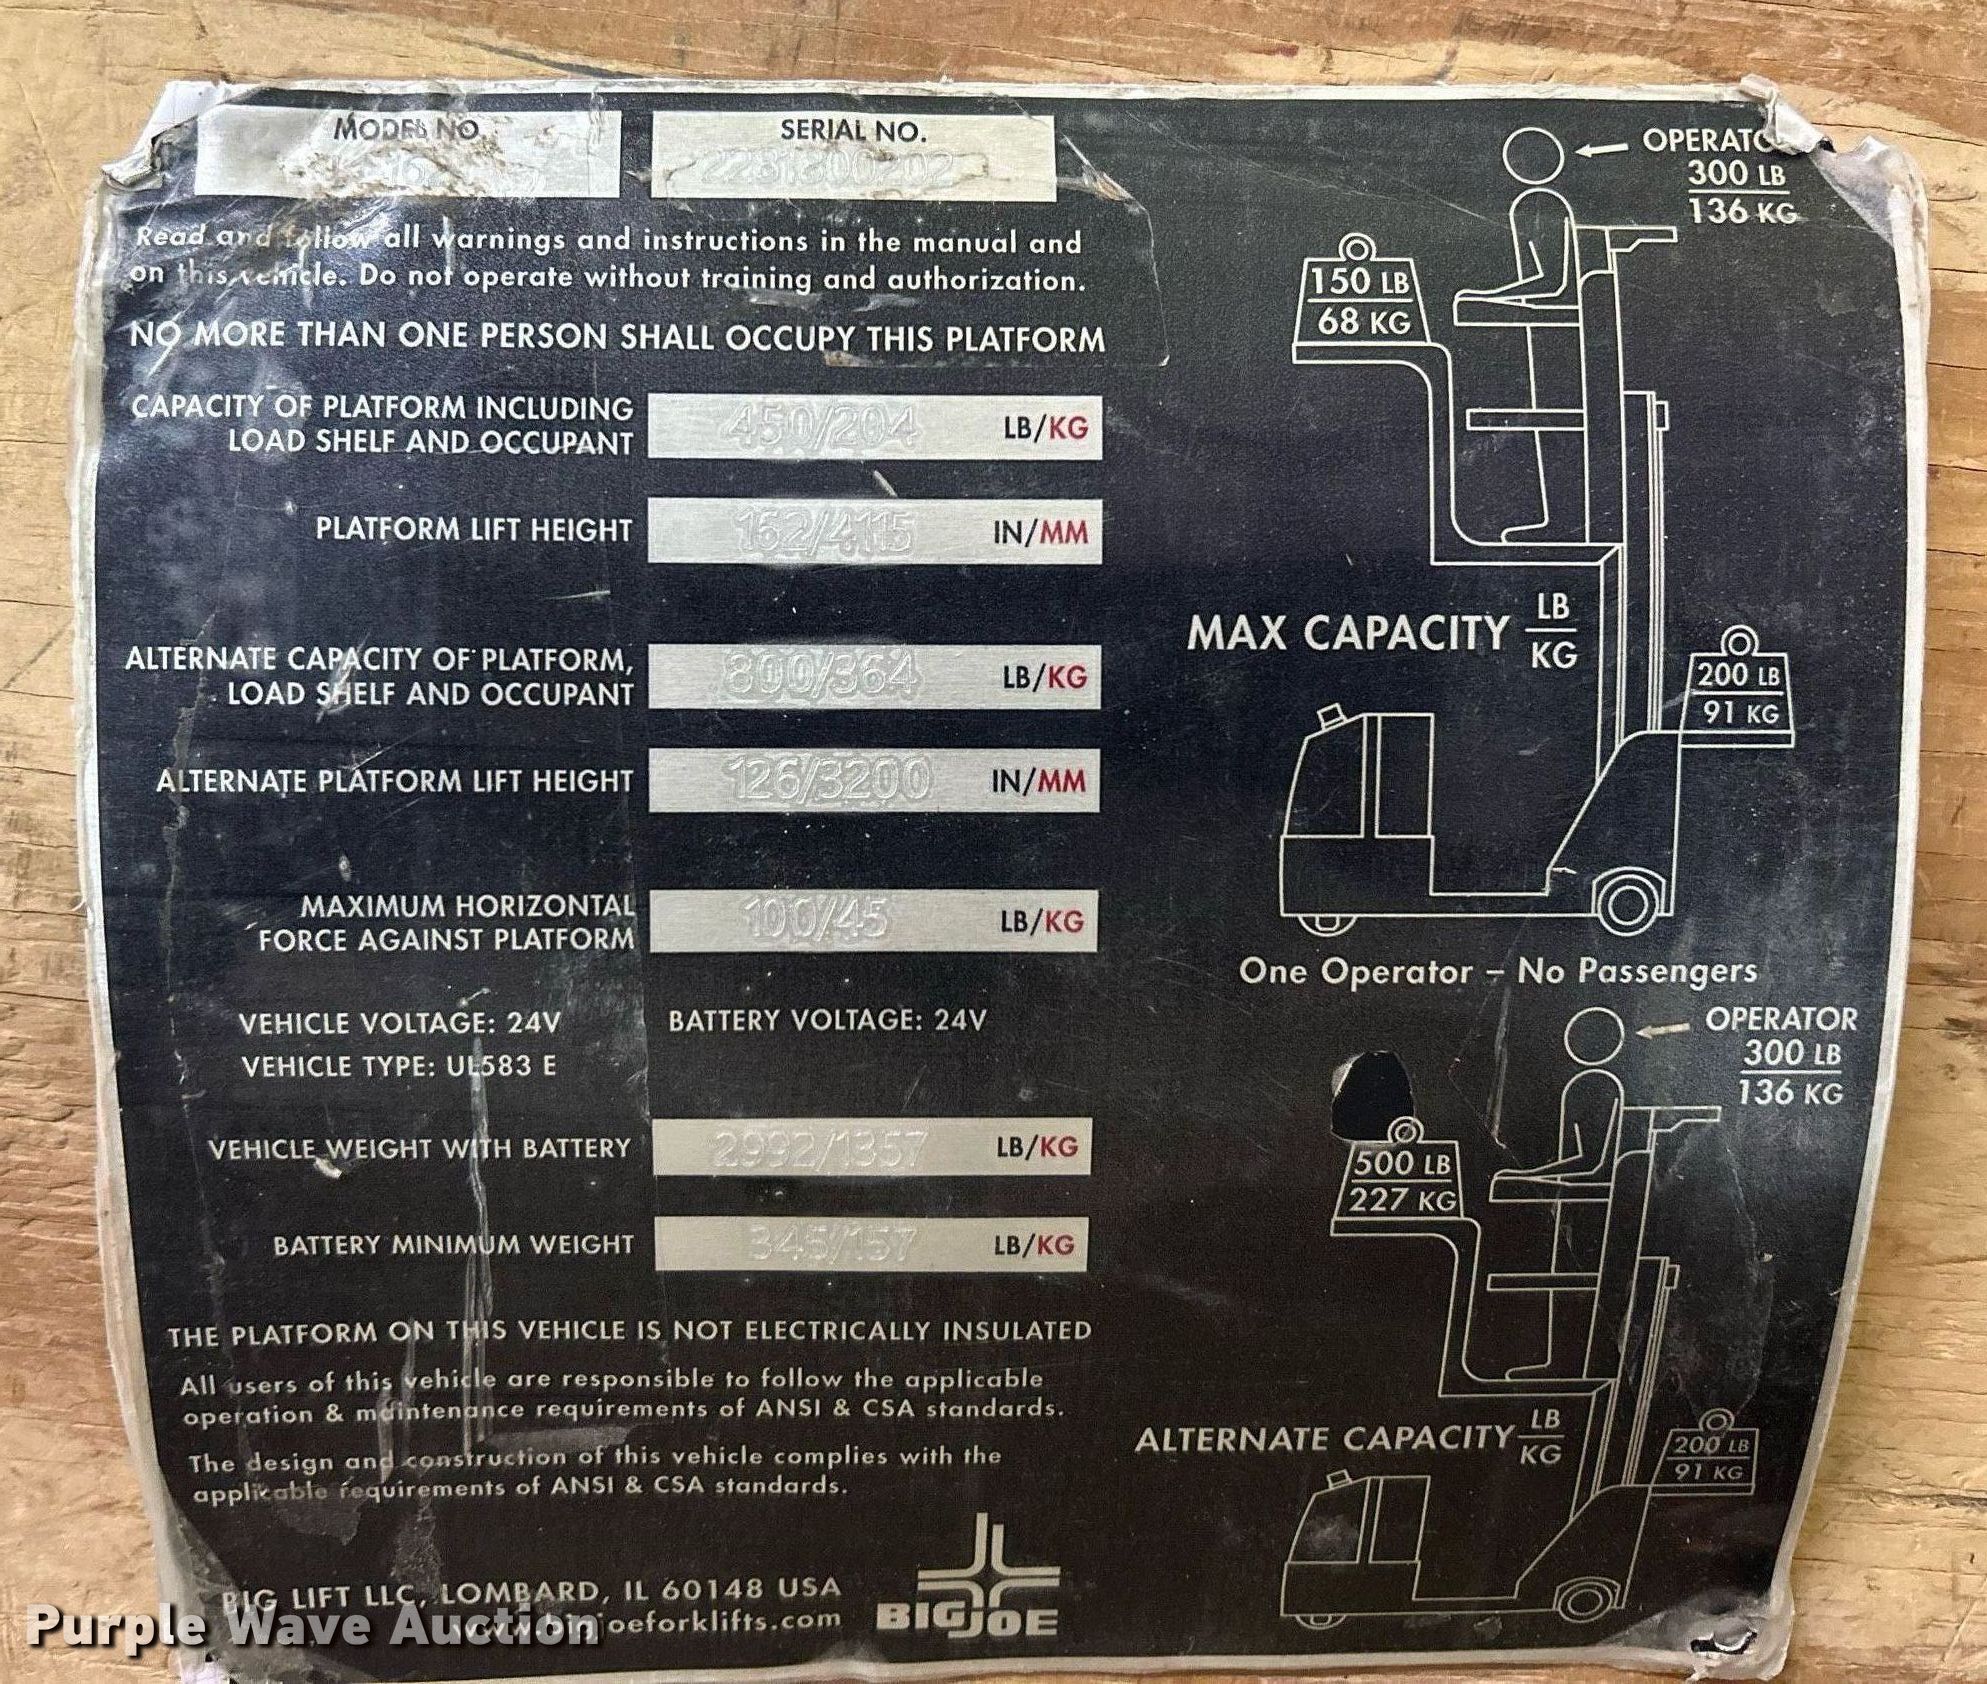 MODEL NO.
SERIAL NO.
2281800202
Read and follow all warnings and instructions in the manual and
on this vehicle. Do not operate without training and authorization.
NO MORE THAN ONE PERSON SHALL OCCUPY THIS PLATFORM
CAPACITY OF PLATFORM INCLUDING
LOAD SHELF AND OCCUPANT
450/204 LB/KG
PLATFORM LIFT HEIGHT 162/4115 IN/MM
ALTERNATE CAPACITY OF PLATFORM,
LOAD SHELF AND OCCUPANT
800/364 LB/KG
ALTERNATE PLATFORM LIFT HEIGHT 126/3200 IN/MM
MAXIMUM HORIZONTAL
FORCE AGAINST PLATFORM
100/45 LB/KG
VEHICLE VOLTAGE: 24V BATTERY VOLTAGE: 24V
VEHICLE TYPE: UL583 E
VEHICLE WEIGHT WITH BATTERY 2992/1357 LB/KG
BATTERY MINIMUM WEIGHT 345/157 LB/KG
THE PLATFORM ON THIS VEHICLE IS NOT ELECTRICALLY INSULATED
All users of this vehicle are responsible to follow the applicable
operation & maintenance requirements of ANSI & CSA standards.
The design and construction of this vehicle complies with the
applicable requirements of ANSI & CSA standards.
BIG LIFT LLC, LOMBARD, IL 60148 USA
www.bigjoeforklifts.com
BIG JOE
OPERATO
300 LB
136 KG
150 LB
68 KG
MAX CAPACITY LB
KG
200 LB
91 KG
One Operator – No Passengers
OPERATOR
300 LB
136 KG
500 LB
227 KG
ALTERNATE CAPACITY LB
KG
200 LB
91 KG
Purple Wave Auction